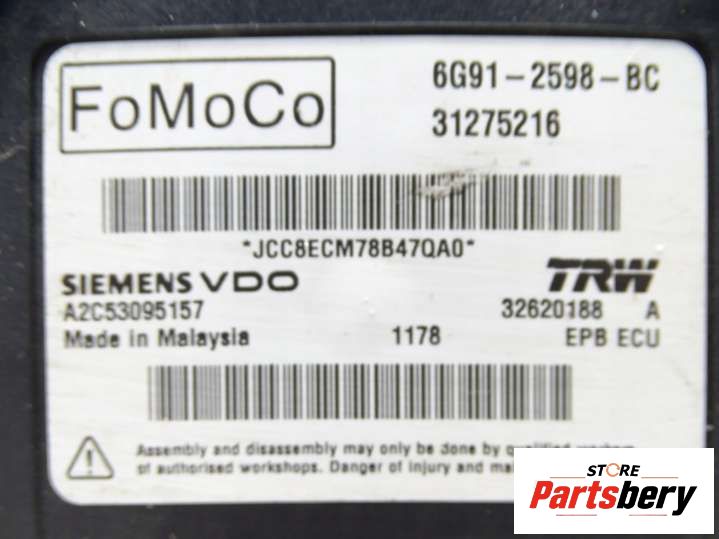 FoMoCo
6G91-2598-BC
31275216
*JCC8ECM78B47QA0*
SIEMENS VDO
TRW
A2C53095157
32620188 A
Made in Malaysia
1178
EPB ECU
Assembly and disassembly may only be done by qualified
of authorised workshops. Danger of injury and
STORE
Partsbery